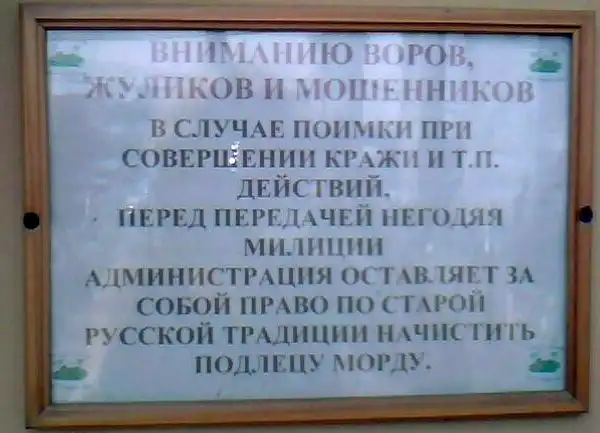 ВНИМАНИЮ ВОРОВ,
ЖУЛИКОВ И МОШЕННИКОВ
В СЛУЧАЕ ПОИМКИ ПРИ
СОВЕРШЕНИИ КРАЖИ И Т.П.
ДЕЙСТВИЙ,
ПЕРЕД ПЕРЕДАЧЕЙ НЕГОДЯЯ
МИЛИЦИИ
АДМИНИСТРАЦИЯ ОСТАВЛЯЕТ ЗА
СОБОЙ ПРАВО ПО СТАРОЙ
РУССКОЙ ТРАДИЦИИ НАЧИСТИТЬ
ПОДЛЕЦУ МОРДУ.